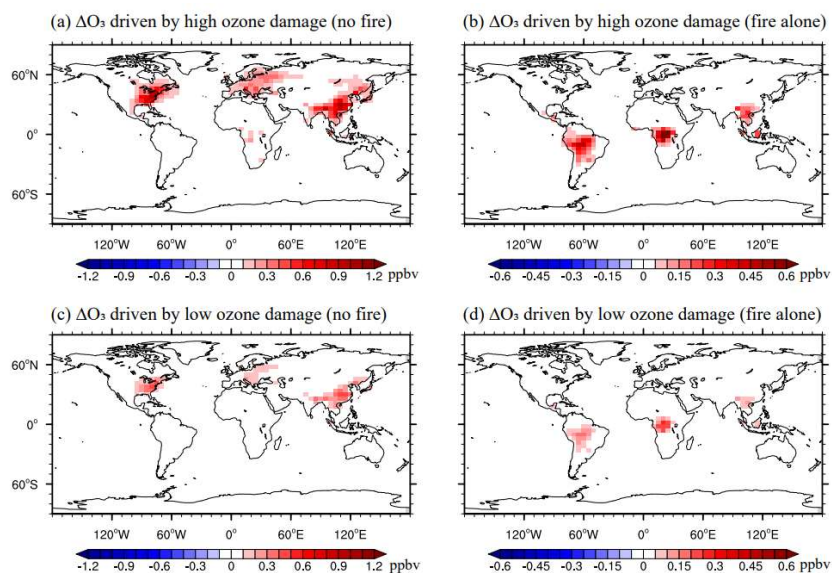 (a) ΔO₃ driven by high ozone damage (no fire)
60°N
0°
60°S
120°W 60°W 0° 60°E 120°E
-1.2 -0.9 -0.6 -0.3 0 0.3 0.6 0.9 1.2 ppbv
(b) ΔO₃ driven by high ozone damage (fire alone)
60°N
0°
60°S
120°W 60°W 0° 60°E 120°E
-0.6 -0.45 -0.3 -0.15 0 0.15 0.3 0.45 0.6 ppbv
(c) ΔO₃ driven by low ozone damage (no fire)
60°N
0°
60°S
120°W 60°W 0° 60°E 120°E
-1.2 -0.9 -0.6 -0.3 0 0.3 0.6 0.9 1.2 ppbv
(d) ΔO₃ driven by low ozone damage (fire alone)
60°N
0°
60°S
120°W 60°W 0° 60°E 120°E
-0.6 -0.45 -0.3 -0.15 0 0.15 0.3 0.45 0.6 ppbv